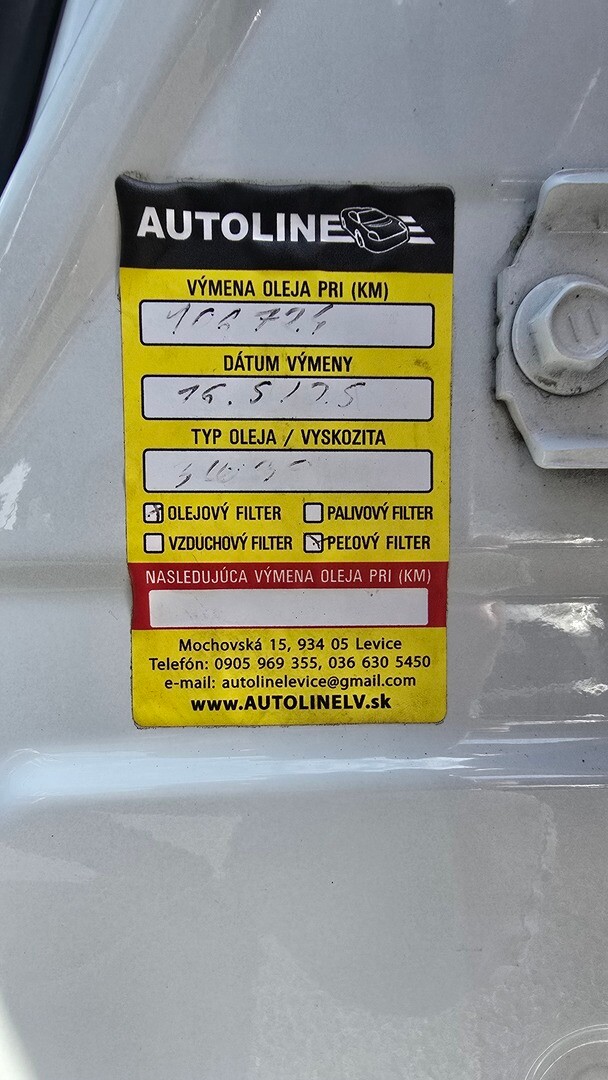 AUTOLINE
VÝMENA OLEJA PRI (KM)
DÁTUM VÝMENY
16.5.
TYP OLEJA / VYSKOZITA
OLEJOVÝ FILTER
PALIVOVÝ FILTER
VZDUCHOVÝ FILTER
PEĽOVÝ FILTER
NASLEDUJÚCA VÝMENA OLEJA PRI (KM)
Mochovská 15, 934 05 Levice
Telefón: 0905 969 355, 036 630 5450
e-mail: autolinelevice@gmail.com
www.AUTOLINELV.sk